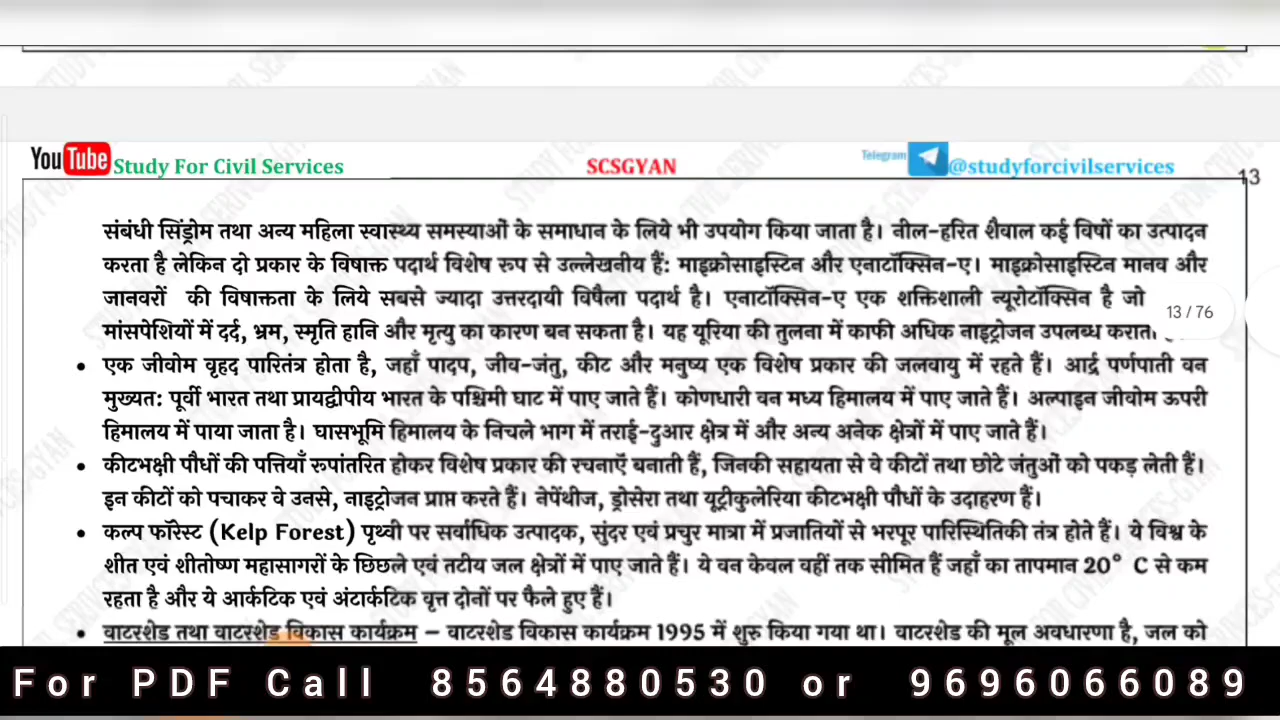 YouTube Study For Civil Services SCSGYAN Telegram @studyforcivilservices
13
संबंधी सिंड्रोम तथा अन्य महिला स्वास्थ्य समस्याओं के समाधान के लिये भी उपयोग किया जाता है। नील-हरित शैवाल कई विषों का उत्पादन
करता है लेकिन दो प्रकार के विषाक्त पदार्थ विशेष रूप से उल्लेखनीय हैं: माइक्रोसाइस्टिन और एनाटॉक्सिन-ए। माइक्रोसाइस्टिन मानव और
जानवरों की विषाक्तता के लिये सबसे ज्यादा उत्तरदायी विषैला पदार्थ है। एनाटॉक्सिन-ए एक शक्तिशाली न्यूरोटॉक्सिन है जो
13 / 76
मांसपेशियों में दर्द, भ्रम, स्मृति हानि और मृत्यु का कारण बन सकता है। यह यूरिया की तुलना में काफी अधिक नाइट्रोजन उपलब्ध
• एक जीवोम वृहद पारितंत्र होता है, जहाँ पादप, जीव-जंतु, कीट और मनुष्य एक विशेष प्रकार की जलवायु में रहते हैं। आर्द्र पर्णपाती वन
मुख्यत: पूर्वी भारत तथा प्रायद्वीपीय भारत के पश्चिमी घाट में पाए जाते हैं। कोणधारी वन मध्य हिमालय में पाए जाते हैं। अल्पाइन जीवोम ऊपरी
हिमालय में पाया जाता है। घासभूमि हिमालय के निचले भाग में तराई-दुआर क्षेत्र में और अन्य अनेक क्षेत्रों में पाए जाते हैं।
• कीटभक्षी पौधों की पत्तियाँ रूपांतरित होकर विशेष प्रकार की रचनाएँ बनाती हैं, जिनकी सहायता से वे कीटों तथा छोटे जंतुओं को पकड़ लेती हैं।
इन कीटों को पचाकर वे उनसे, नाइट्रोजन प्राप्त करते हैं। नेपेंथीज, ड्रोसेरा तथा यूट्रीकुलेरिया कीटभक्षी पौधों के उदाहरण हैं।
• कल्प फॉरेस्ट (Kelp Forest) पृथ्वी पर सर्वाधिक उत्पादक, सुंदर एवं प्रचुर मात्रा में प्रजातियों से भरपूर पारिस्थितिकी तंत्र होते हैं। ये विश्व के
शीत एवं शीतोष्ण महासागरों के छिछले एवं तटीय जल क्षेत्रों में पाए जाते हैं। ये वन केवल वहीं तक सीमित हैं जहाँ का तापमान 20° C से कम
रहता है और ये आर्कटिक एवं अंटार्कटिक वृत्त दोनों पर फैले हुए हैं।
• वाटरशेड तथा वाटरशेड विकास कार्यक्रम – वाटरशेड विकास कार्यक्रम 1995 में शुरु किया गया था। वाटरशेड की मूल अवधारणा है, जल को
For PDF Call 8564880530 or 9696066089